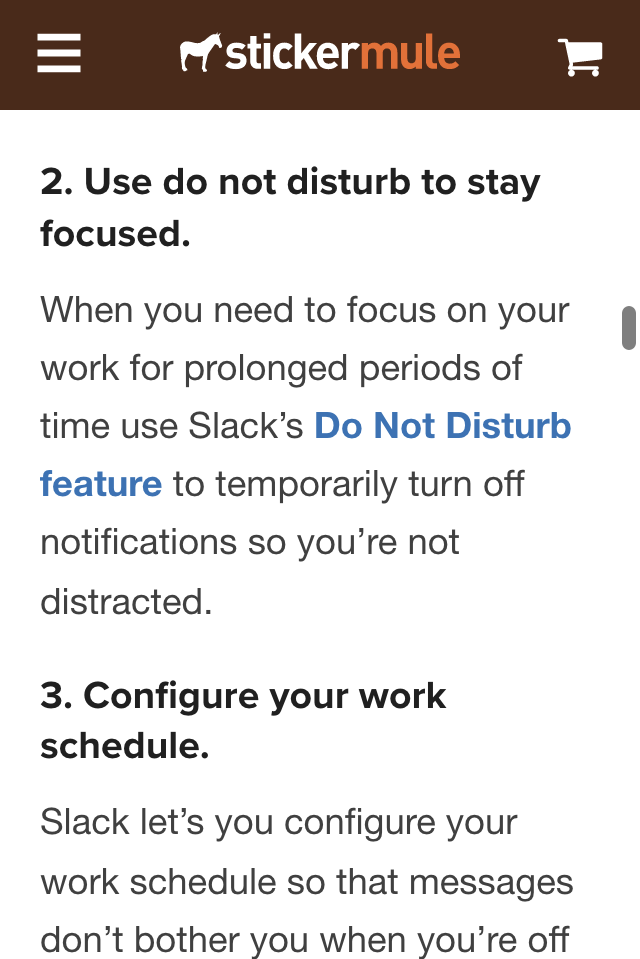 stickermule
2. Use do not disturb to stay
focused.
When you need to focus on your
work for prolonged periods of
time use Slack’s Do Not Disturb
feature to temporarily turn off
notifications so you’re not
distracted.
3. Configure your work
schedule.
Slack let’s you configure your
work schedule so that messages
don’t bother you when you’re off